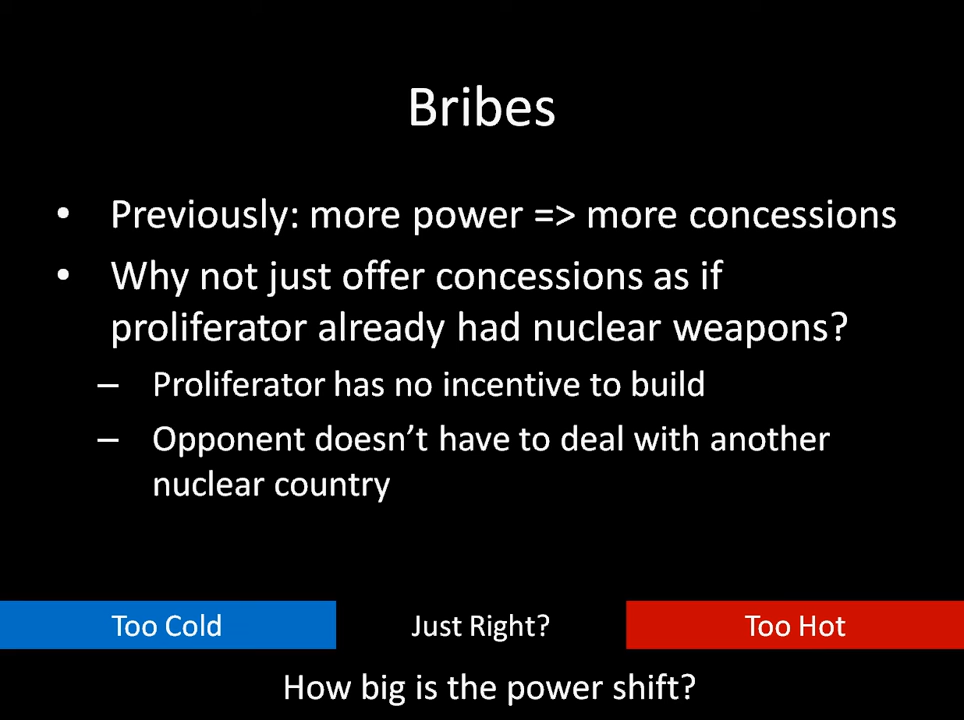 Bribes
• Previously: more power => more concessions
• Why not just offer concessions as if
proliferator already had nuclear weapons?
– Proliferator has no incentive to build
– Opponent doesn’t have to deal with another
nuclear country
Too Cold
Just Right?
Too Hot
How big is the power shift?